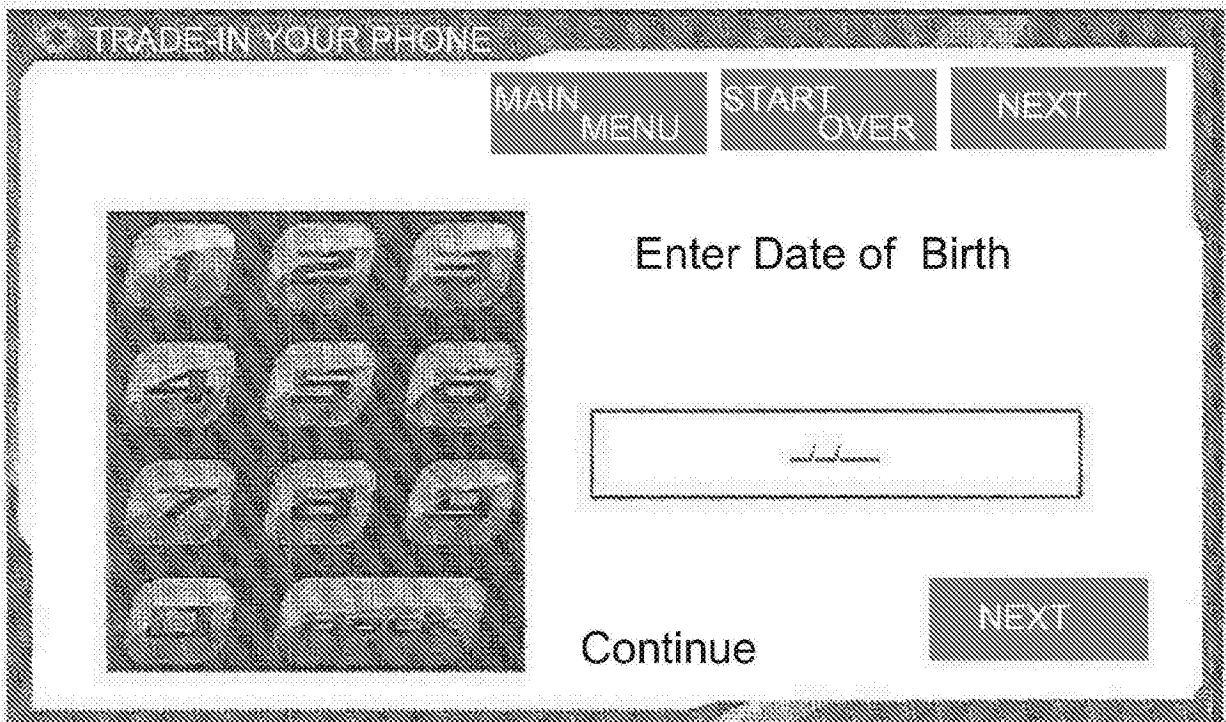 TRADE-IN YOUR PHONE
MAIN
MENU
START
OVER
NEXT
Enter Date of  Birth
__/__/____
Continue
NEXT